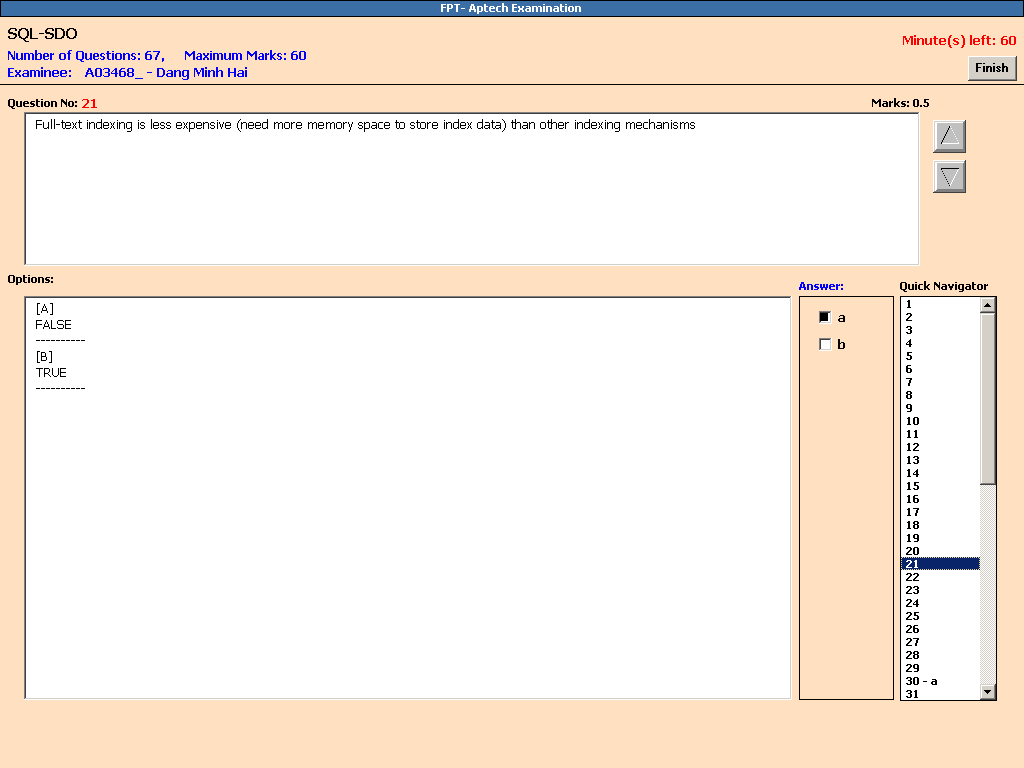 FPT- Aptech Examination
SQL-SDO
Number of Questions: 67, Maximum Marks: 60
Minute(s) left: 60
Examinee: A03468_ - Dang Minh Hai
Finish
Question No: 21
Marks: 0.5
Full-text indexing is less expensive (need more memory space to store index data) than other indexing mechanisms
Options:
Answer:
Quick Navigator
[A]
FALSE
----------
[B]
TRUE
----------
a
b
1
2
3
4
5
6
7
8
9
10
11
12
13
14
15
16
17
18
19
20
21
22
23
24
25
26
27
28
29
30 - a
31